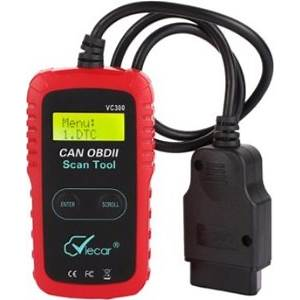 VC300
Menu:
1.DTC
CAN OBDII
Scan Tool
ENTER
SCROLL
Viecar®
CE FC